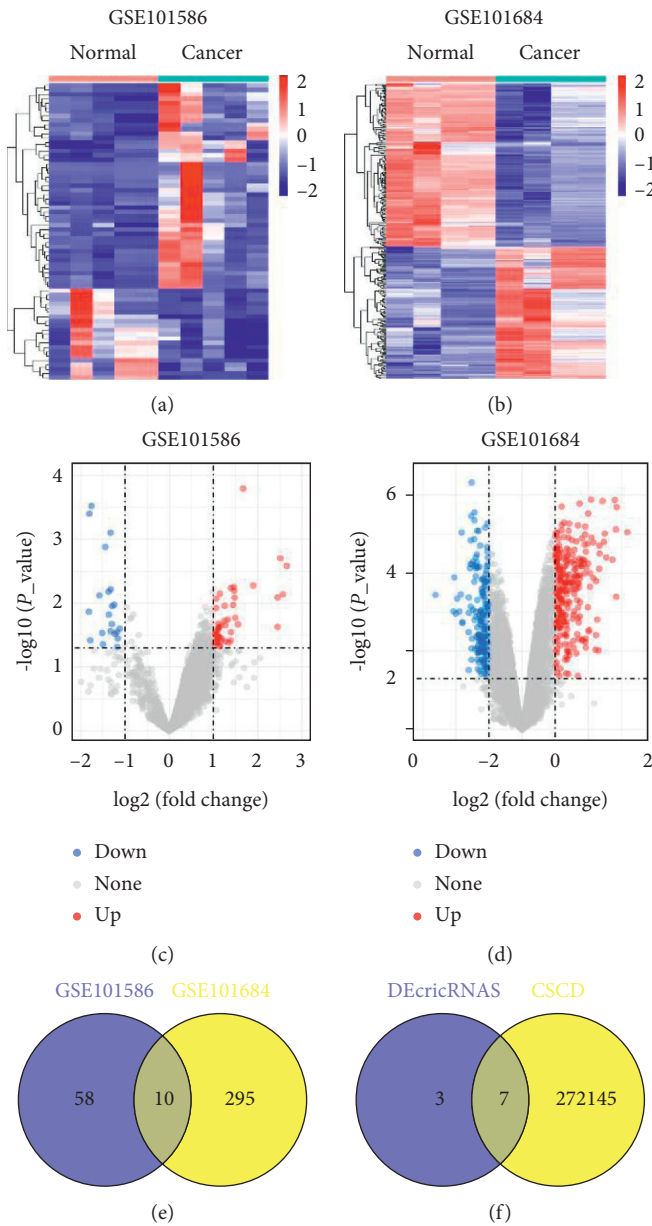 GSE101586
Normal Cancer
2
1
0
−1
−2
(a)
GSE101684
Normal Cancer
2
1
0
−1
−2
(b)
GSE101586
-log10 (P_value)
4
3
2
1
0
−2 −1 0 1 2 3
log2 (fold change)
Down
None
Up
(c)
GSE101684
-log10 (P_value)
6
4
2
0 −2 0 2
log2 (fold change)
Down
None
Up
(d)
GSE101586 GSE101684
58 10 295
(e)
DEcricRNAS CSCD
3 7 272145
(f)